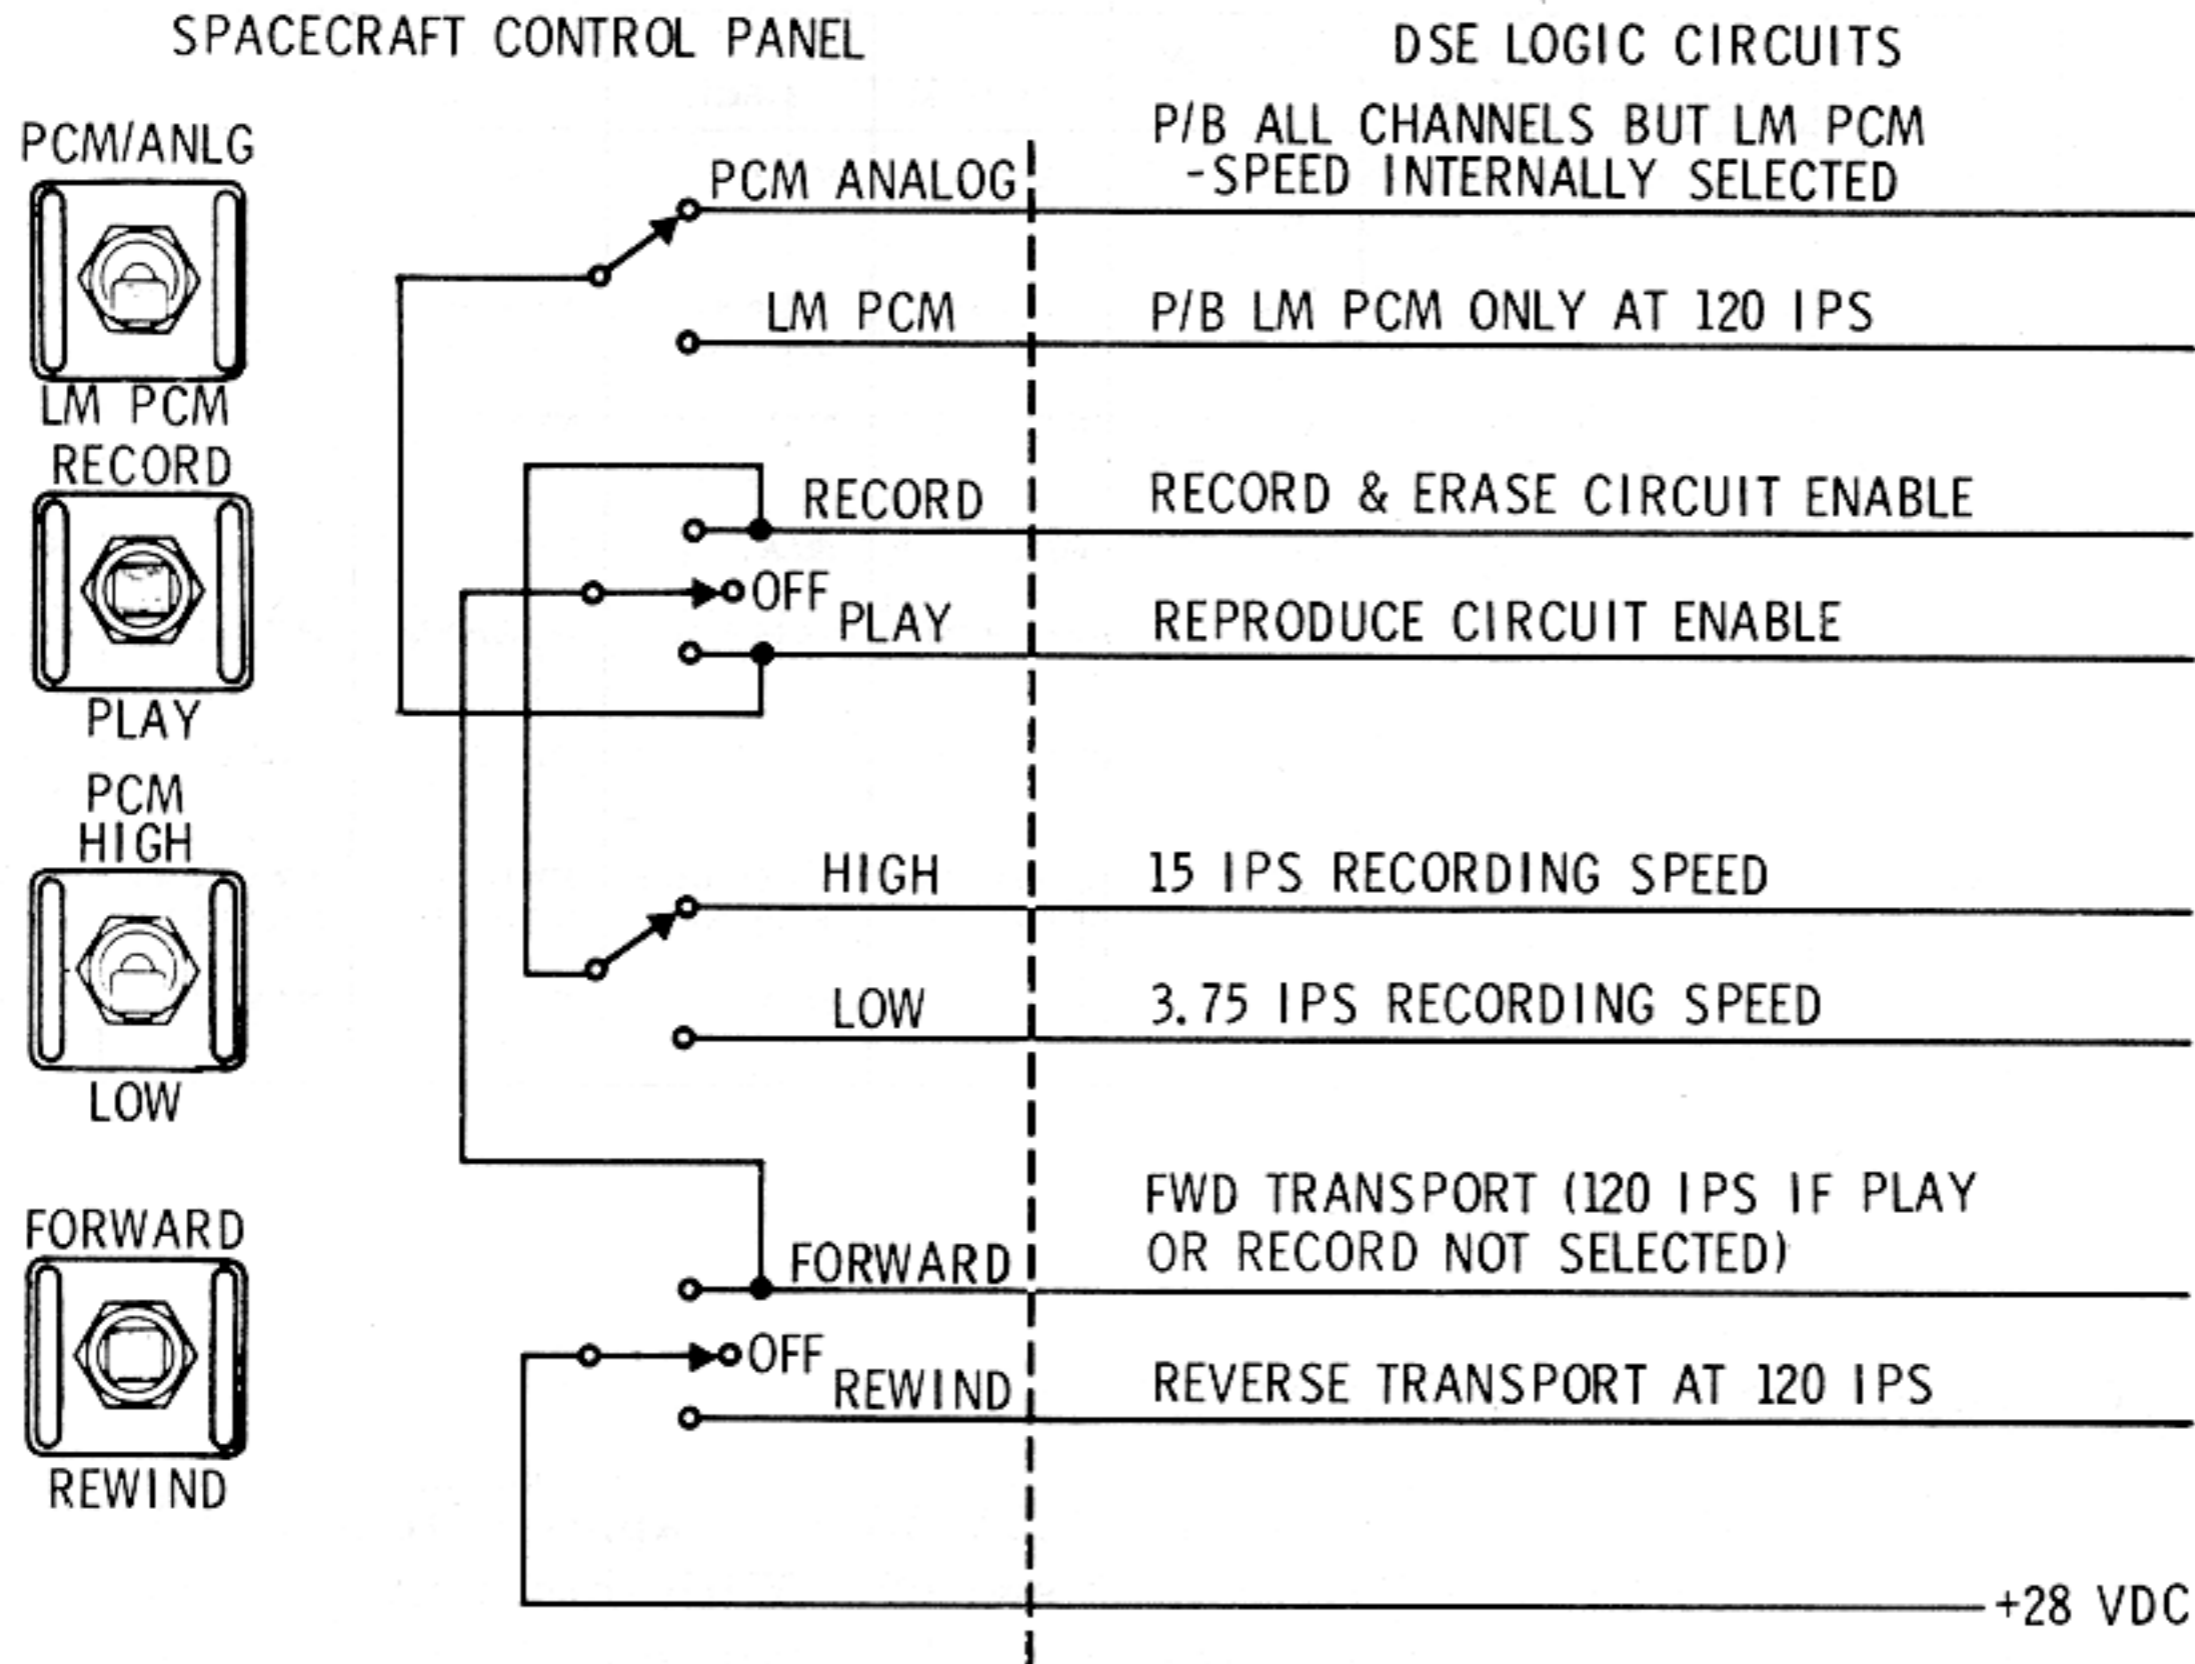 SPACECRAFT CONTROL PANEL
DSE LOGIC CIRCUITS
PCM/ANLG
LM PCM
RECORD
PLAY
PCM
HIGH
LOW
FORWARD
REWIND
PCM ANALOG
P/B ALL CHANNELS BUT LM PCM
-SPEED INTERNALLY SELECTED
LM PCM
P/B LM PCM ONLY AT 120 IPS
RECORD
RECORD & ERASE CIRCUIT ENABLE
OFF
PLAY
REPRODUCE CIRCUIT ENABLE
HIGH
15 IPS RECORDING SPEED
LOW
3.75 IPS RECORDING SPEED
FORWARD
FWD TRANSPORT (120 IPS IF PLAY
OR RECORD NOT SELECTED)
OFF
REWIND
REVERSE TRANSPORT AT 120 IPS
+28 VDC